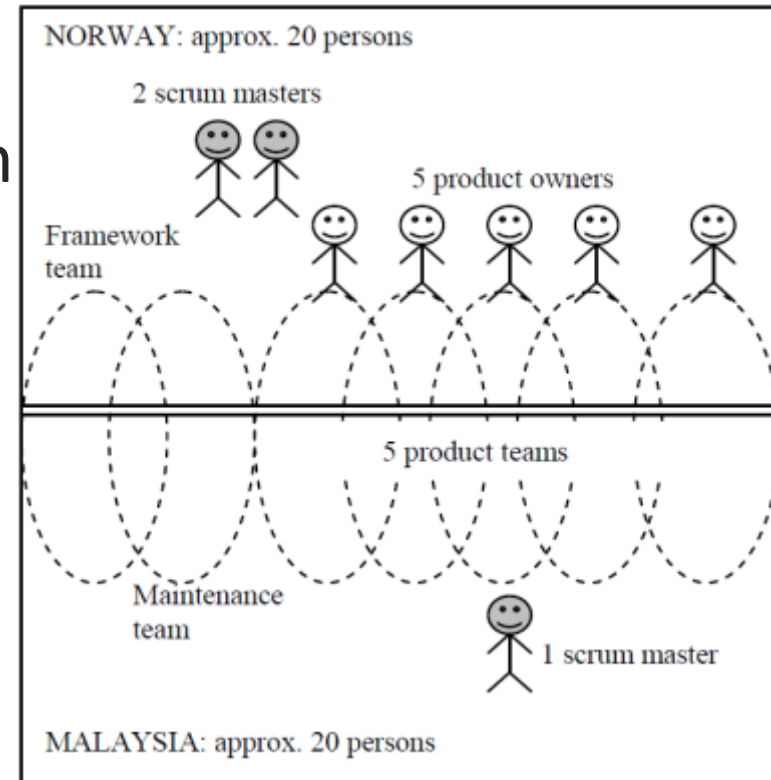 NORWAY: approx. 20 persons
2 scrum masters
n
5 product owners
Framework
team
5 product teams
Maintenance
team
1 scrum master
MALAYSIA: approx. 20 persons